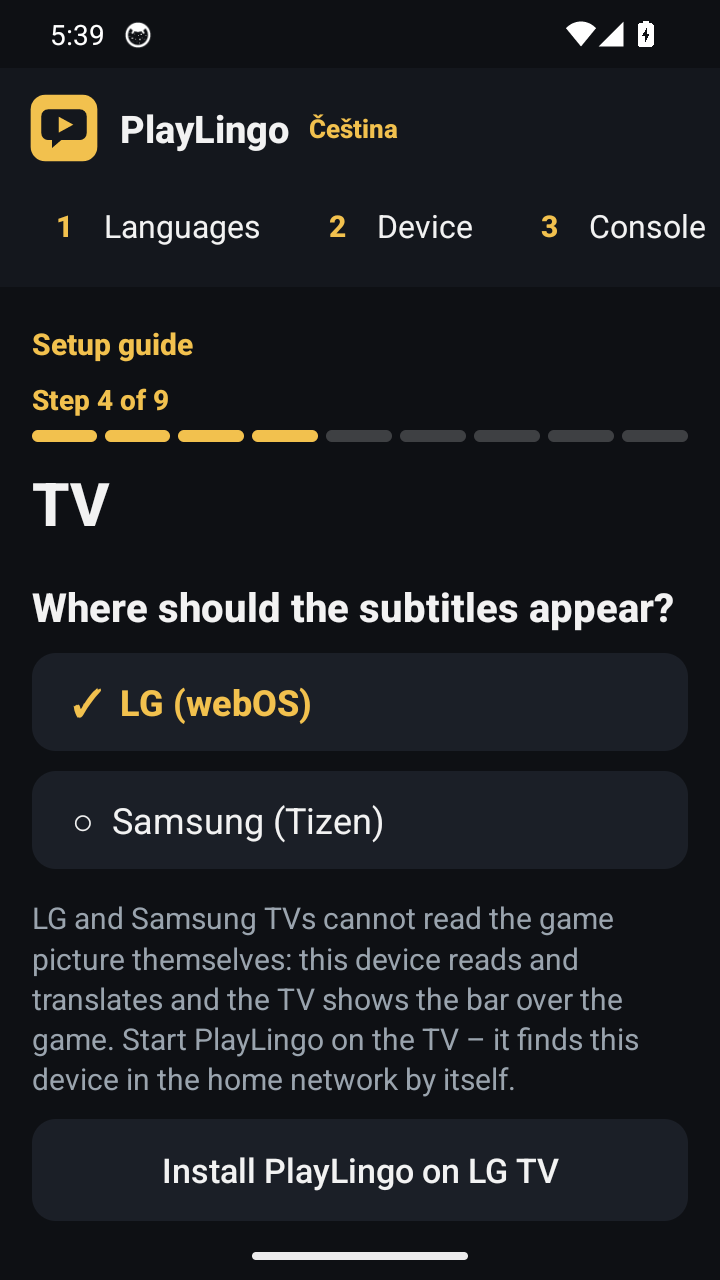 5:39
PlayLingo Čeština
1 Languages 2 Device 3 Console
Setup guide
Step 4 of 9
TV
Where should the subtitles appear?
✓ LG (webOS)
○ Samsung (Tizen)
LG and Samsung TVs cannot read the game
picture themselves: this device reads and
translates and the TV shows the bar over the
game. Start PlayLingo on the TV – it finds this
device in the home network by itself.
Install PlayLingo on LG TV